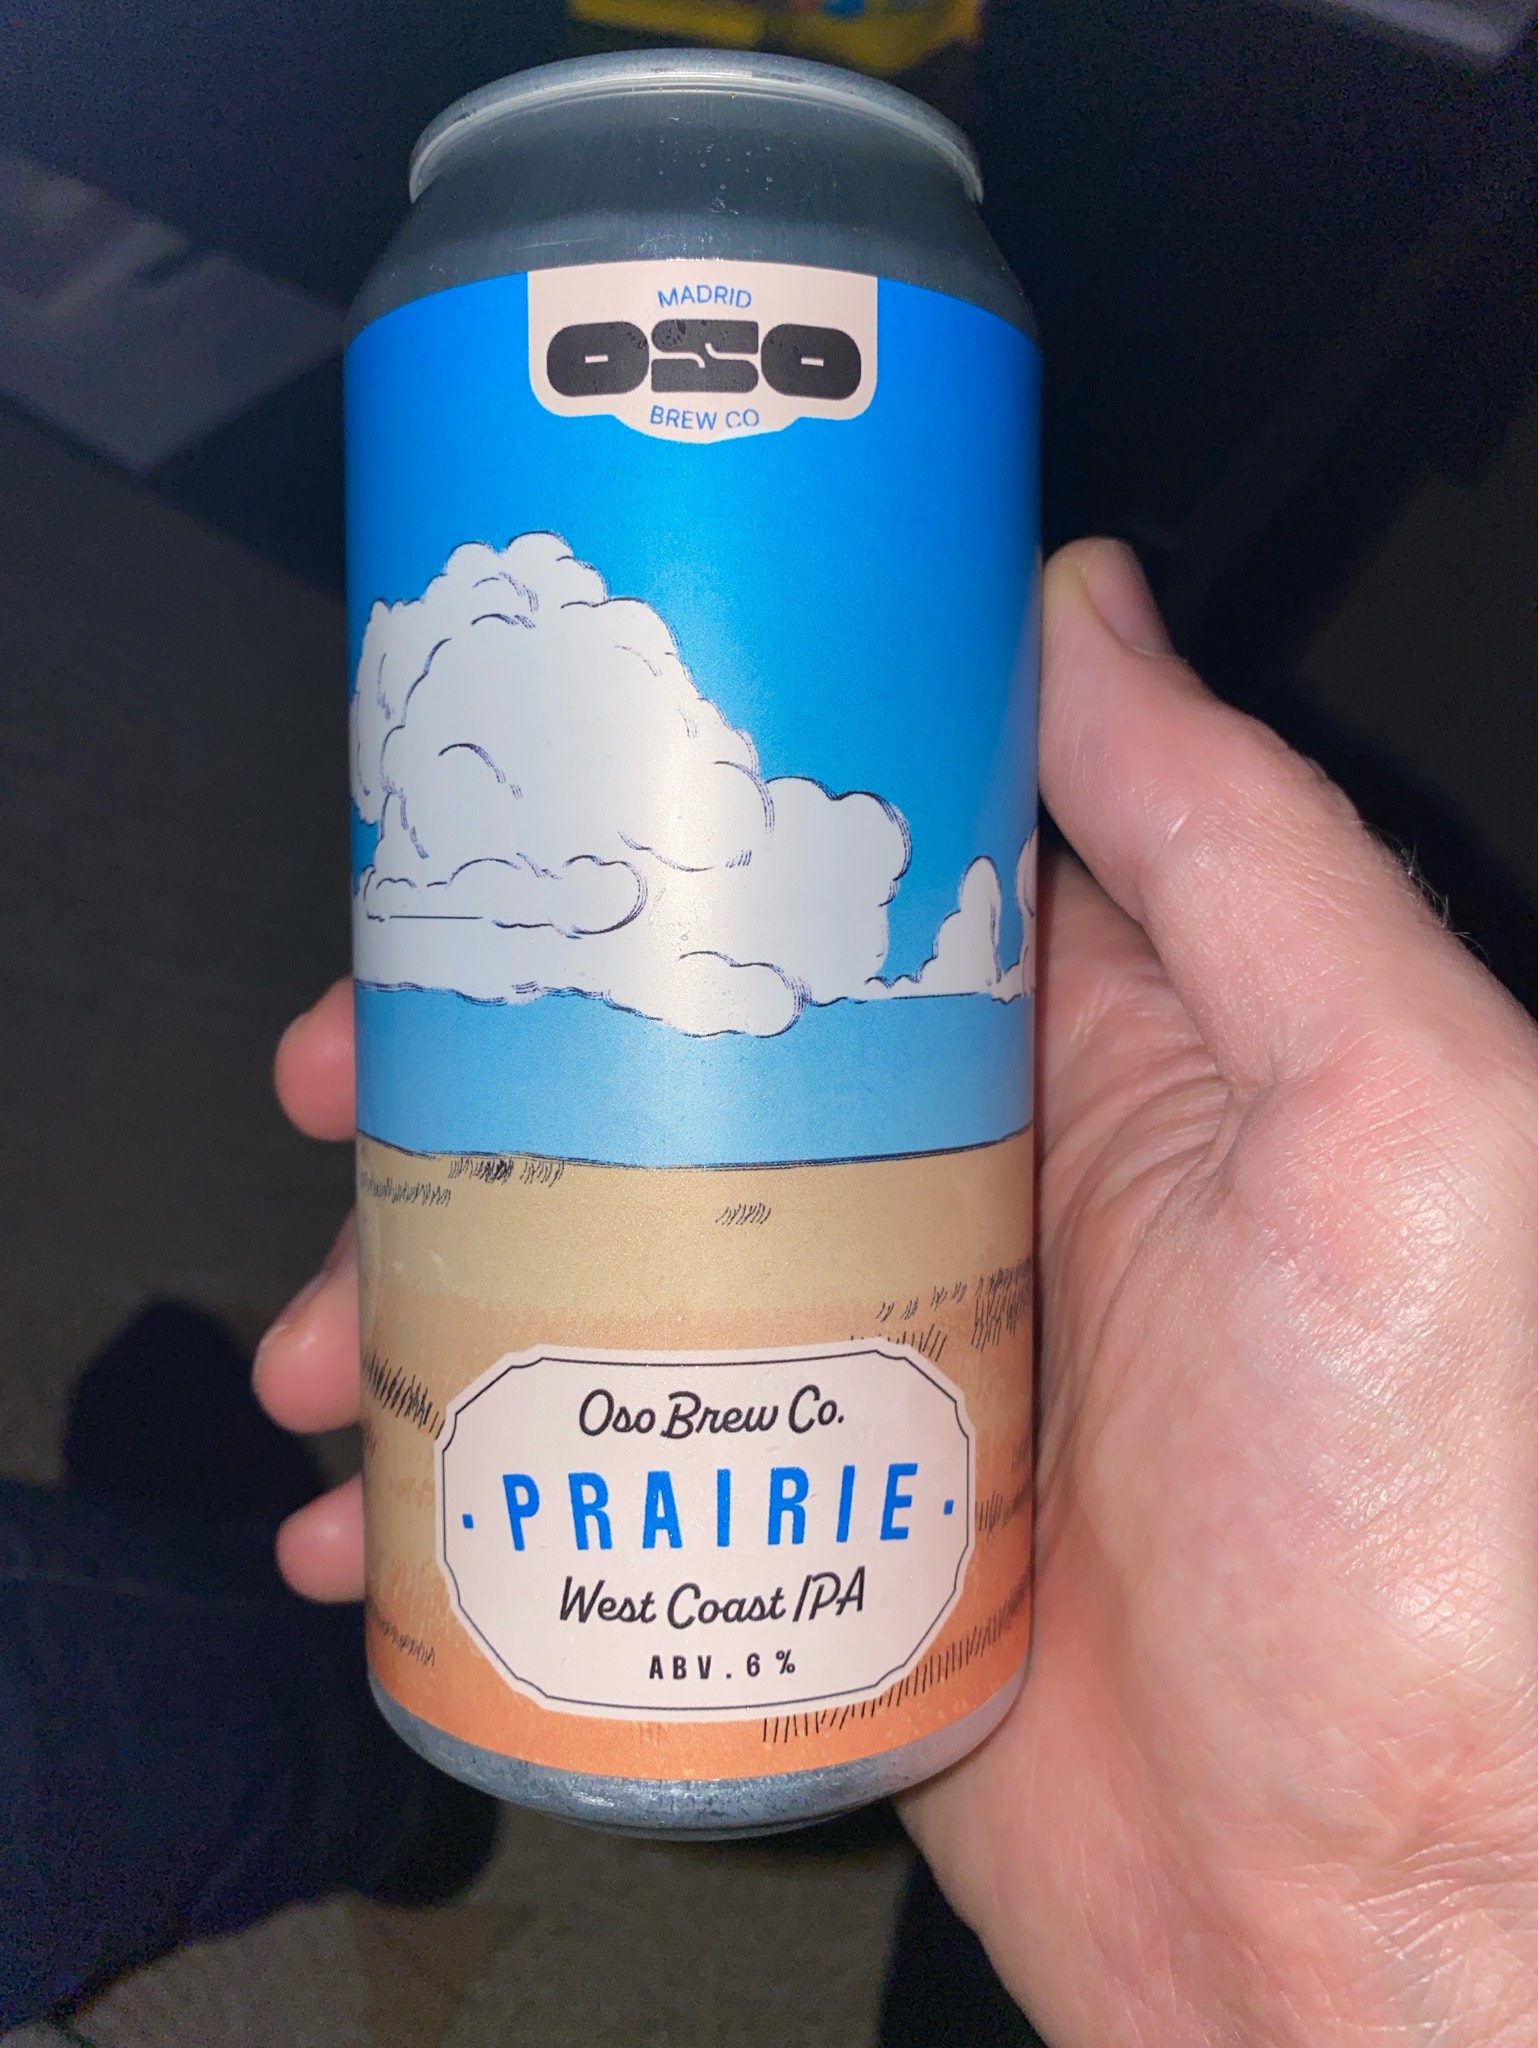 MADRID
OSO
BREW CO
Oso Brew Co.
· PRAIRIE ·
West Coast IPA
ABV. 6 %